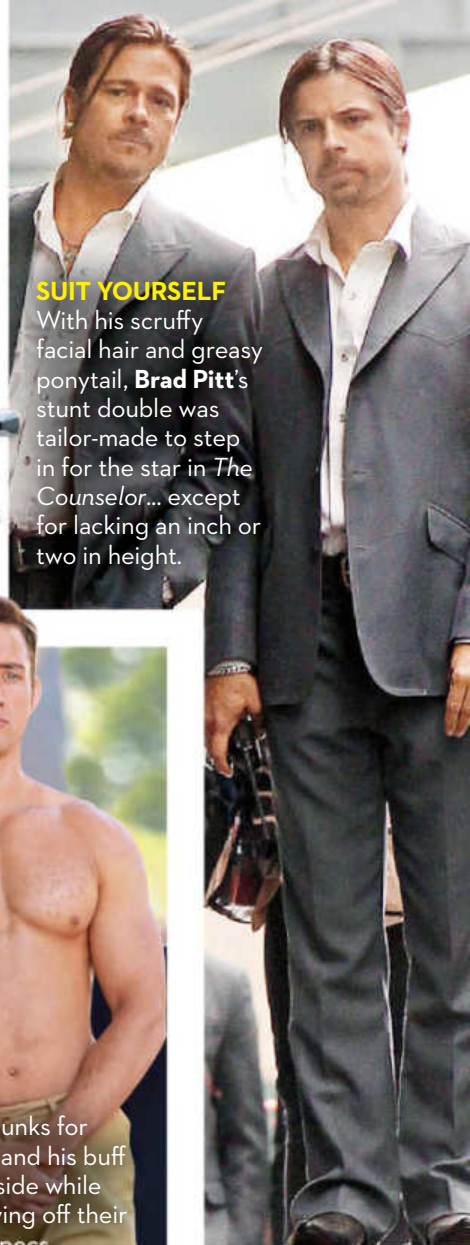 SUIT YOURSELF
With his scruffy
facial hair and greasy
ponytail, Brad Pitt's
stunt double was
tailor-made to step
in for the star in The
Counselor... except
for lacking an inch or
two in height.
unks for
and his buff
side while
ing off their